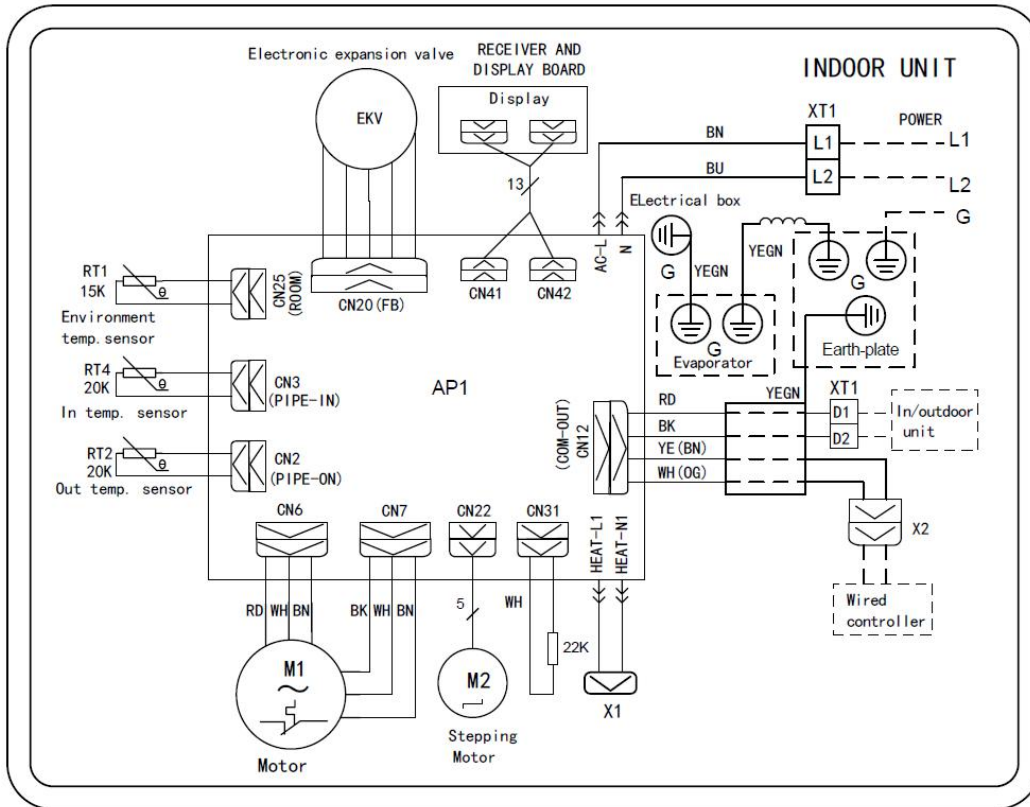 Electronic expansion valve
RECEIVER AND
DISPLAY BOARD
INDOOR UNIT
Display
EKV
XT1
POWER
BN
L1
L1
BU
L2
L2
13
ELectrical box
G
YEGN
AC-L
N
G
YEGN
RT1
15K
θ
CN25
(ROOM)
CN20(FB)
CN41
CN42
G
Environment
temp. sensor
G
Evaporator
Earth-plate
RT4
20K
θ
CN3
(PIPE-IN)
AP1
In temp. sensor
YEGN
XT1
RD
D1
In/outdoor
unit
BK
D2
(COM-OUT)
CN12
YE(BN)
WH(OG)
RT2
20K
θ
CN2
(PIPE-ON)
Out temp. sensor
CN6
CN7
CN22
CN31
HEAT-L1
HEAT-N1
X2
RD WH BN
BK WH BN
5
WH
Wired
controller
22K
M1
M2
X1
Stepping
Motor
Motor